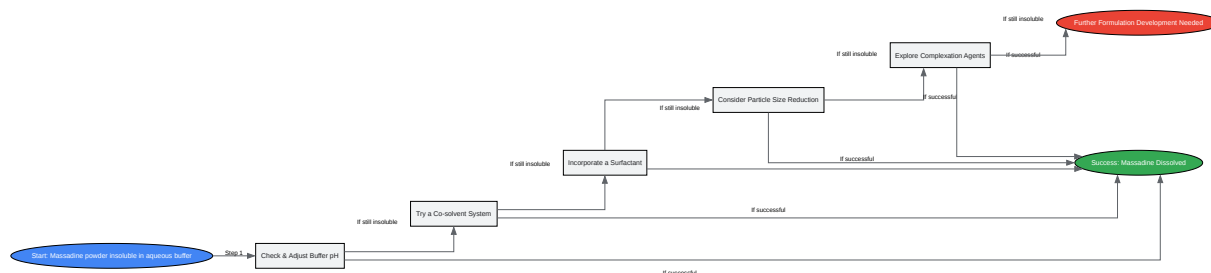 If still insoluble
Further Formulation Development Needed
If still insoluble
Explore Complexation Agents
If successful
Consider Particle Size Reduction
If successful
If still insoluble
If still insoluble
Incorporate a Surfactant
If successful
Success: Massadine Dissolved
If still insoluble
Try a Co-solvent System
If successful
Start: Massadine powder insoluble in aqueous buffer
Step 1
Check & Adjust Buffer pH
If successful